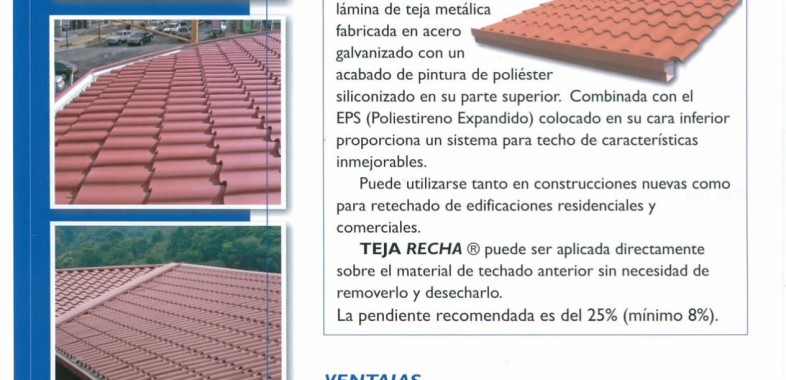 lámina de teja metálica
fabricada en acero
galvanizado con un
acabado de pintura de poliéster
siliconizado en su parte superior. Combinada con el
EPS (Poliestireno Expandido) colocado en su cara inferior
proporciona un sistema para techo de características
inmejorables.
Puede utilizarse tanto en construcciones nuevas como
para retechado de edificaciones residenciales y
comerciales.
TEJA RECHA ® puede ser aplicada directamente
sobre el material de techado anterior sin necesidad de
removerlo y desecharlo.
La pendiente recomendada es del 25% (mínimo 8%).
VENTAJAS